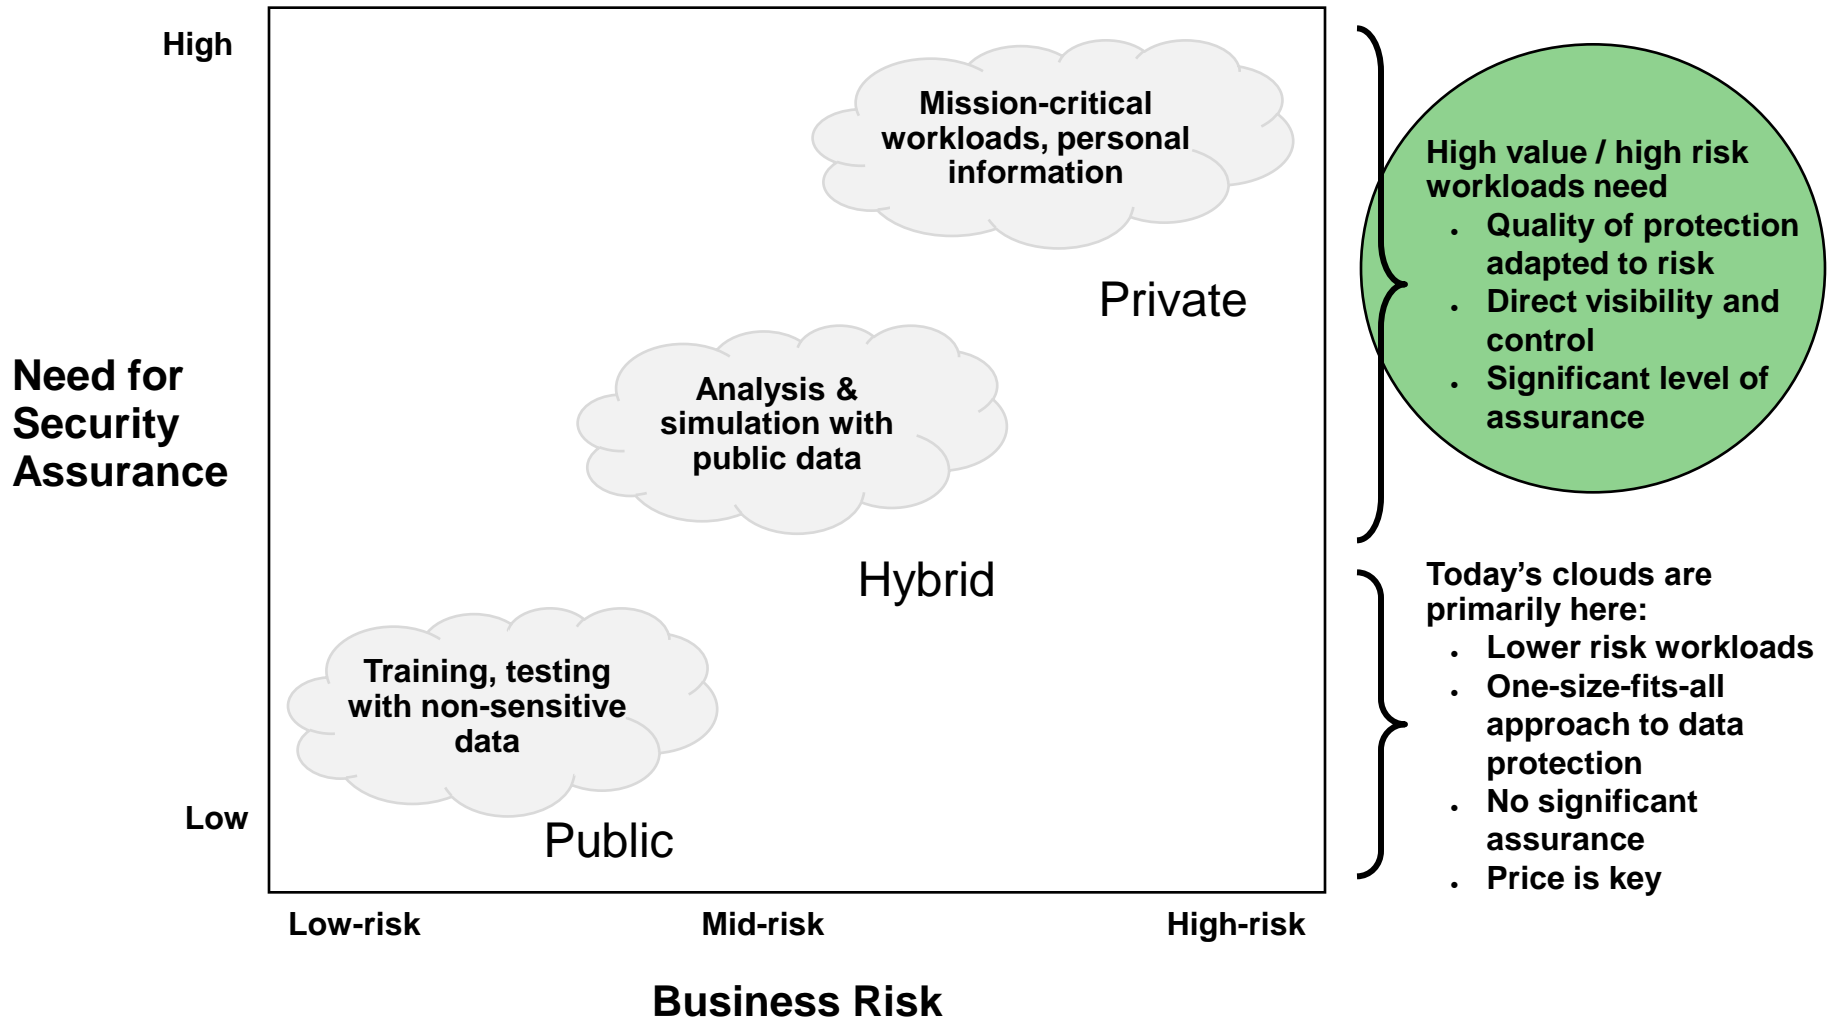 High
Mission-critical
workloads, personal
information
Private
Need for
Security
Assurance
Analysis &
simulation with
public data
Hybrid
Training, testing
with non-sensitive
data
Public
Low
Low-risk
Mid-risk
High-risk
Business Risk
High value / high risk
workloads need
• Quality of protection
adapted to risk
• Direct visibility and
control
• Significant level of
assurance
Today’s clouds are
primarily here:
• Lower risk workloads
• One-size-fits-all
approach to data
protection
• No significant
assurance
• Price is key